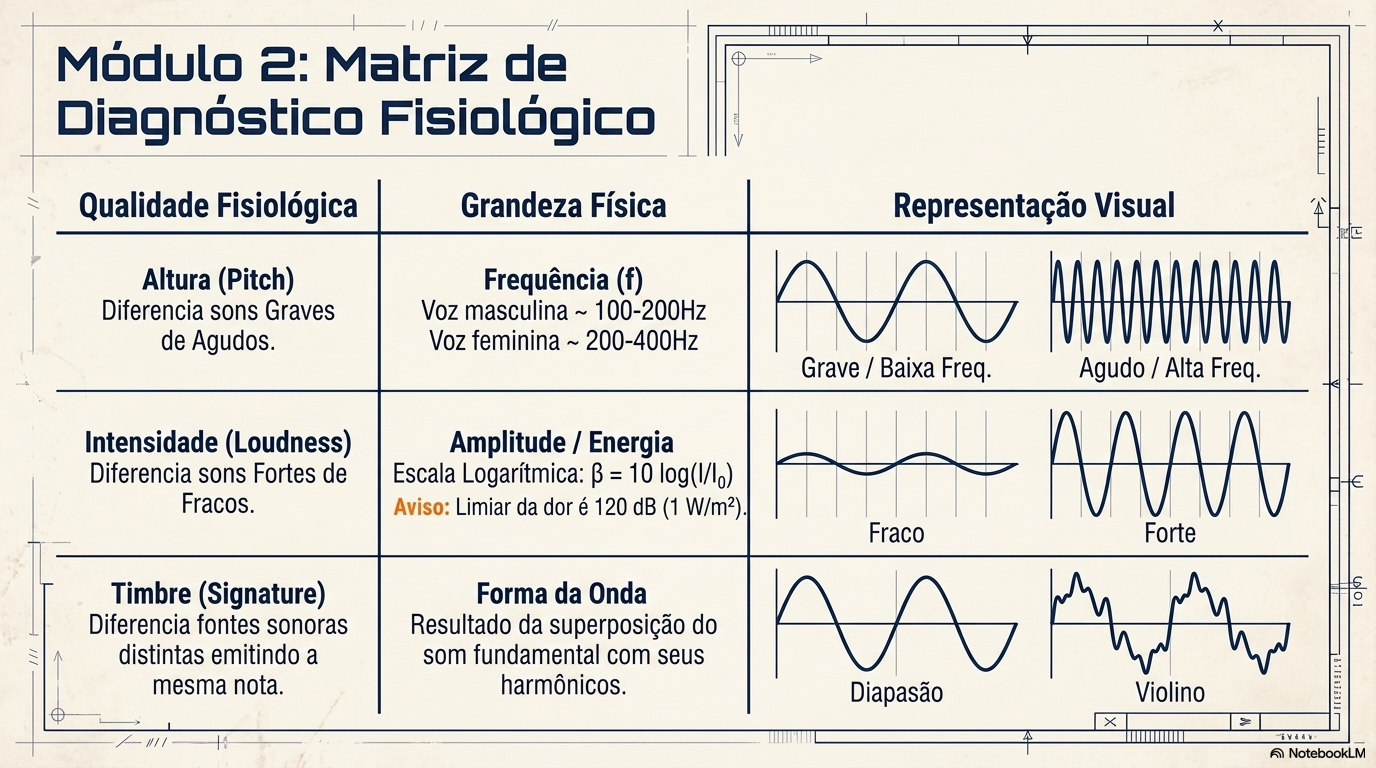 Módulo 2: Matriz de
Diagnóstico Fisiológico
Qualidade Fisiológica
Grandeza Física
Representação Visual
Altura (Pitch)
Diferencia sons Graves
de Agudos.
Frequência (f)
Voz masculina ~ 100-200Hz
Voz feminina ~ 200-400Hz
Grave / Baixa Freq.
Agudo / Alta Freq.
Intensidade (Loudness)
Diferencia sons Fortes de
Fracos.
Amplitude / Energia
Escala Logarítmica: β = 10 log(I/I₀)
Aviso: Limiar da dor é 120 dB (1 W/m²).
Fraco
Forte
Timbre (Signature)
Diferencia fontes sonoras
distintas emitindo a
mesma nota.
Forma da Onda
Resultado da superposição do
som fundamental com seus
harmônicos.
Diapasão
Violino
NotebookLM